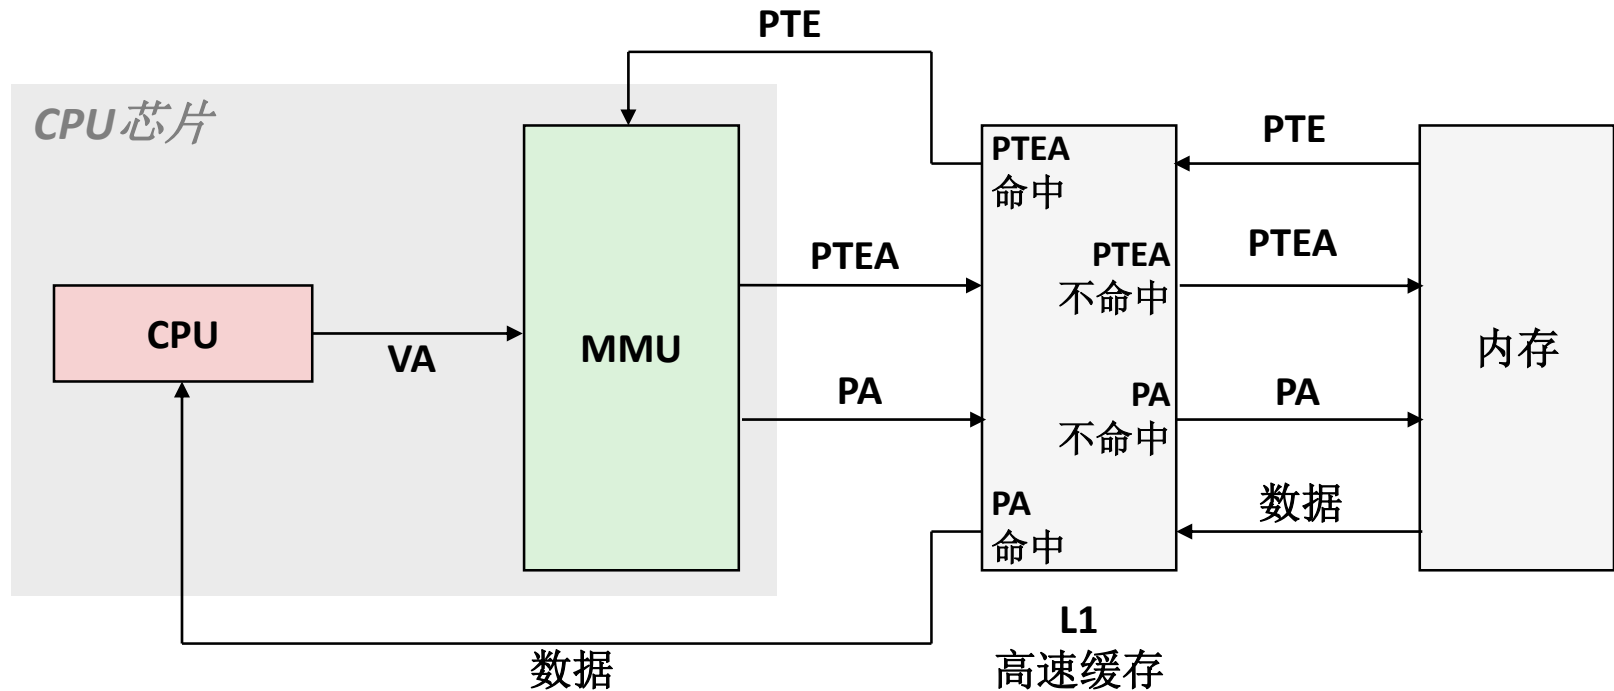 PTE
CPU芯片
PTEA
命中
PTE
PTEA
PTEA
不命中
PTEA
CPU
VA
MMU
内存
PA
PA
不命中
PA
PA
命中
数据
L1
高速缓存
数据